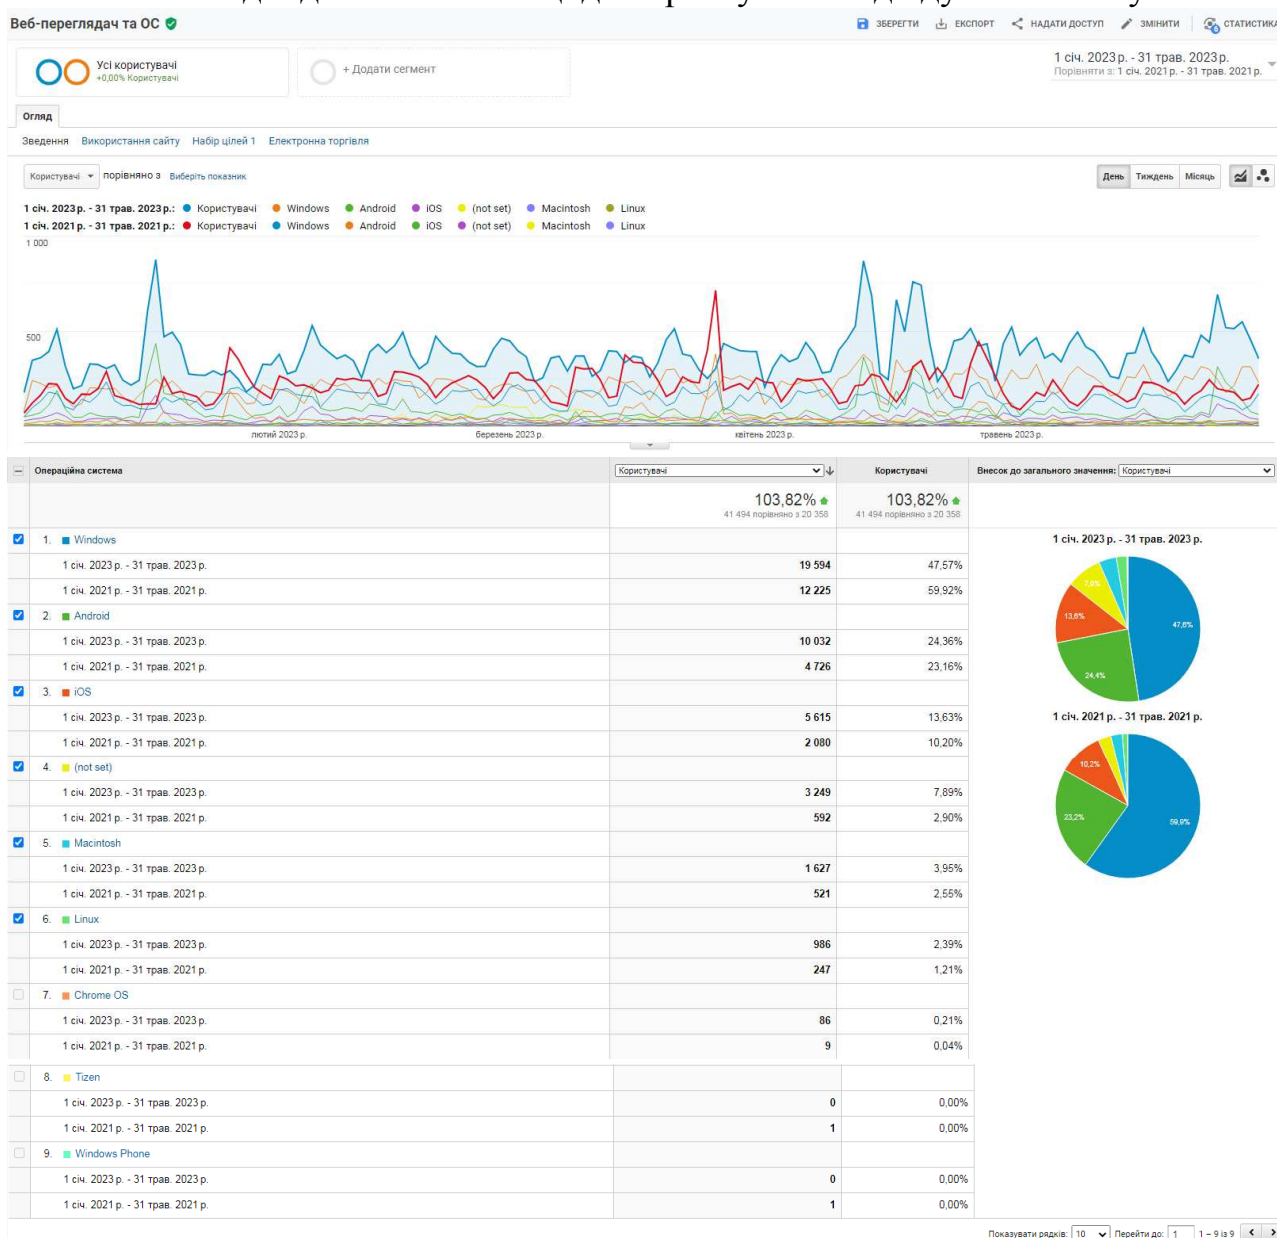 Веб-переглядач та ОС
ЗБЕРЕГТИ ЕКСПОРТ НАДАТИ ДОСТУП ЗМІНИТИ СТАТИСТИКА
Усі користувачі
+0,00% Користувачі
+ Додати сегмент
1 січ. 2023 р. - 31 трав. 2023 р.
Порівняти з: 1 січ. 2021 р. - 31 трав. 2021 р.
Огляд
Зведення Використання сайту Набір цілей 1 Електронна торгівля
Користувачі порівняно з Виберіть показник
День Тиждень Місяць
1 січ. 2023 р. - 31 трав. 2023 р.: Користувачі Windows Android iOS (not set) Macintosh Linux
1 січ. 2021 р. - 31 трав. 2021 р.: Користувачі Windows Android iOS (not set) Macintosh Linux
1 000
500
лютий 2023 р. березень 2023 р. квітень 2023 р. травень 2023 р.
Операційна система Користувачі Користувачі Внесок до загального значення: Користувачі
103,82% 103,82%
41 494 порівняно з 20 358 41 494 порівняно з 20 358
1. Windows
1 січ. 2023 р. - 31 трав. 2023 р. 19 594 47,57%
1 січ. 2021 р. - 31 трав. 2021 р. 12 225 59,92%
2. Android
1 січ. 2023 р. - 31 трав. 2023 р. 10 032 24,36%
1 січ. 2021 р. - 31 трав. 2021 р. 4 726 23,16%
3. iOS
1 січ. 2023 р. - 31 трав. 2023 р. 5 615 13,63%
1 січ. 2021 р. - 31 трав. 2021 р. 2 080 10,20%
4. (not set)
1 січ. 2023 р. - 31 трав. 2023 р. 3 249 7,89%
1 січ. 2021 р. - 31 трав. 2021 р. 592 2,90%
5. Macintosh
1 січ. 2023 р. - 31 трав. 2023 р. 1 627 3,95%
1 січ. 2021 р. - 31 трав. 2021 р. 521 2,55%
6. Linux
1 січ. 2023 р. - 31 трав. 2023 р. 986 2,39%
1 січ. 2021 р. - 31 трав. 2021 р. 247 1,21%
7. Chrome OS
1 січ. 2023 р. - 31 трав. 2023 р. 86 0,21%
1 січ. 2021 р. - 31 трав. 2021 р. 9 0,04%
8. Tizen
1 січ. 2023 р. - 31 трав. 2023 р. 0 0,00%
1 січ. 2021 р. - 31 трав. 2021 р. 1 0,00%
9. Windows Phone
1 січ. 2023 р. - 31 трав. 2023 р. 0 0,00%
1 січ. 2021 р. - 31 трав. 2021 р. 1 0,00%
1 січ. 2023 р. - 31 трав. 2023 р.
7,9%
13,6%
47,6%
24,4%
1 січ. 2021 р. - 31 трав. 2021 р.
10,2%
23,2%
59,9%
Показувати рядків: 10 Перейти до: 1 1 – 9 із 9